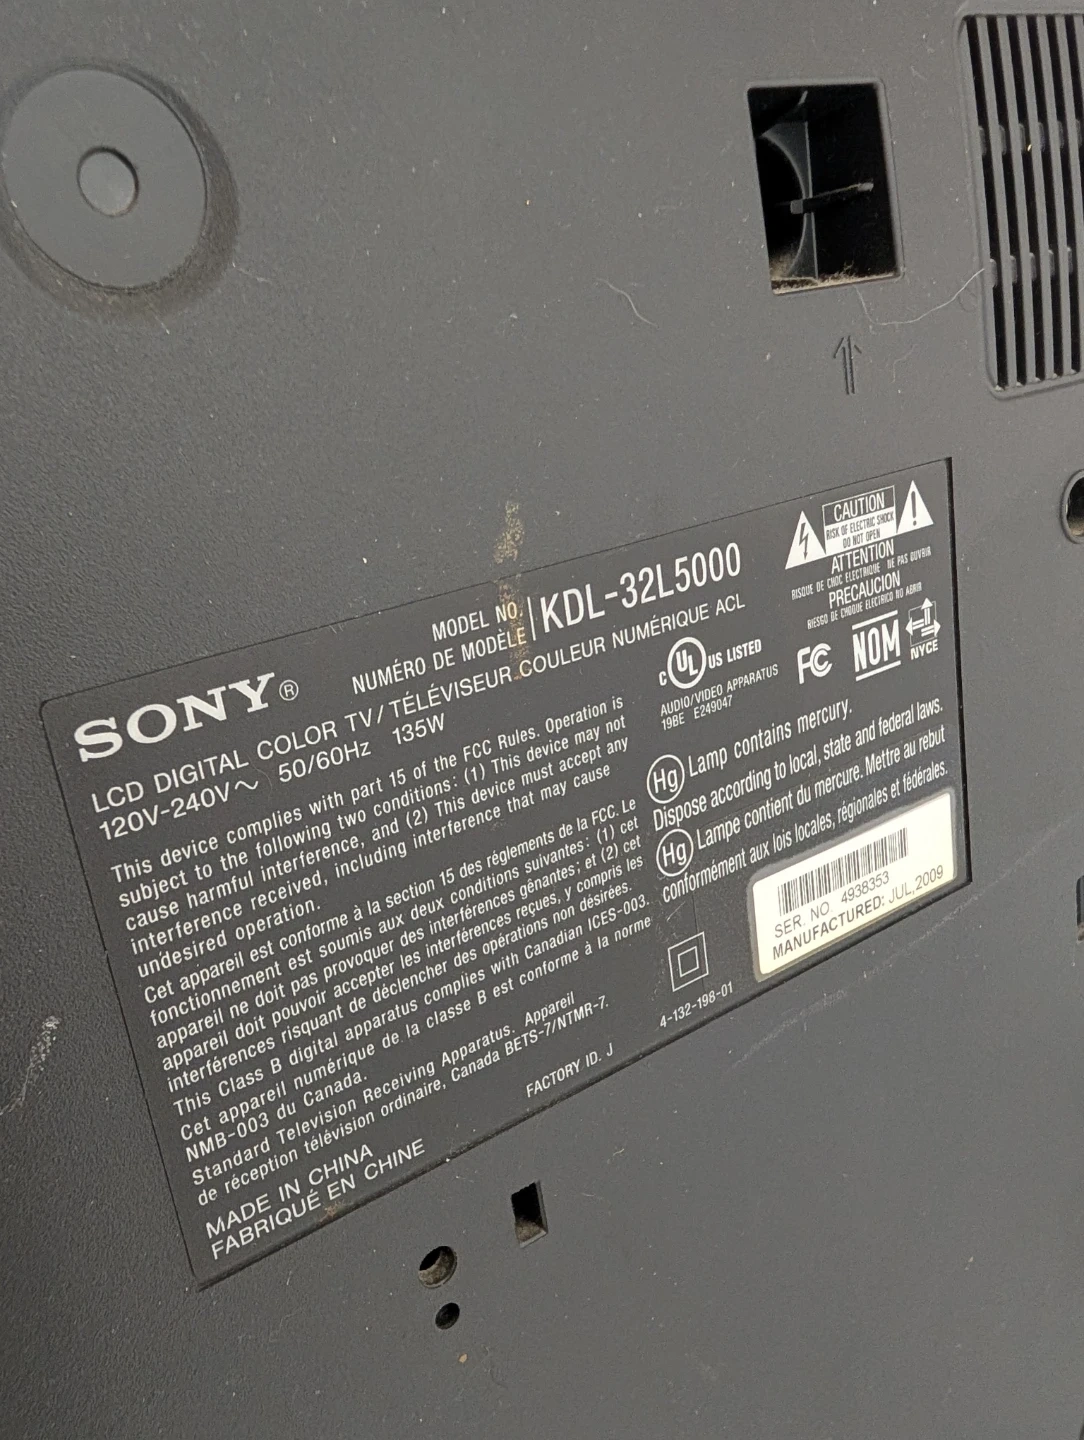 MODEL NO.
NUMÉRO DE MODÈLE
KDL-32L5000
SONY®
LCD DIGITAL COLOR TV/TÉLÉVISEUR COULEUR NUMÉRIQUE ACL
120V-240V~ 50/60Hz 135W
This device complies with part 15 of the FCC Rules. Operation is
subject to the following two conditions: (1) This device may not
cause harmful interference, and (2) This device must accept any
interference received, including interference that may cause
undesired operation.
Cet appareil est conforme à la section 15 des réglements de la FCC. Le
fonctionnement est soumis aux deux conditions suivantes: (1) cet
appareil ne doit pas provoquer des interférences gênantes; et (2) cet
appareil doit pouvoir accepter les interférences reçues, y compris les
interférences risquant de déclencher des opérations non désirées.
This Class B digital apparatus complies with Canadian ICES-003.
Cet appareil numérique de la classe B est conforme à la norme
NMB-003 du Canada.
Standard Television Receiving Apparatus. Appareil
de réception télévision ordinaire, Canada BETS-7/NTMR-7.
MADE IN CHINA
FABRIQUÉ EN CHINE
FACTORY ID. J
CAUTION
RISK OF ELECTRIC SHOCK
DO NOT OPEN
ATTENTION
RISQUE DE CHOC ELECTRIQUE NE PAS OUVRIR
PRECAUCION
RIESGO DE CHOQUE ELECTRICO NO ABRIR
c UL US LISTED
AUDIO/VIDEO APPARATUS
19BE E249047
FC
NOM
NYCE
Hg Lamp contains mercury.
Dispose according to local, state and federal laws.
Hg Lampe contient du mercure. Mettre au rebut
conformément aux lois locales, régionales et fédérales.
SER. NO. 4938353
MANUFACTURED: JUL,2009
4-132-198-01